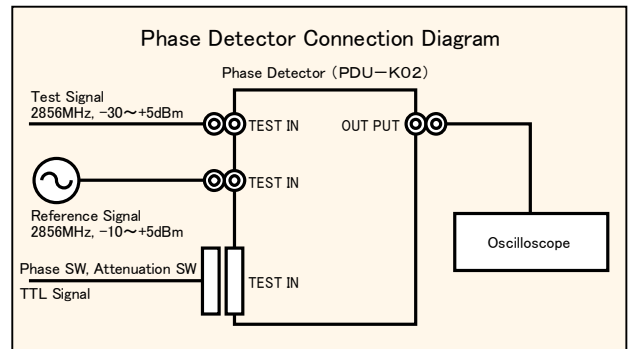 Phase Detector Connection Diagram
Phase Detector（PDU－K02）
Test Signal
2856MHz, −30～+5dBm
TEST IN
OUT PUT
TEST IN
Reference Signal
2856MHz, −10～+5dBm
Oscilloscope
Phase SW, Attenuation SW
TEST IN
TTL Signal